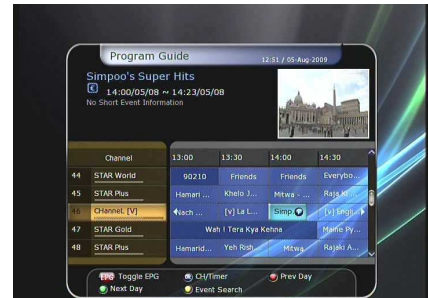 Program Guide
12:51 / 05-Aug-2009
Simpoo's Super Hits
14:00/05/08 ~ 14:23/05/08
No Short Event Information
Channel 13:00 13:30 14:00 14:30
44 STAR World 90210 Friends Friends Everybo...
45 STAR Plus Hamari ... Khelo J... Mitwa - ... Raja Ki...
46 CHanneL [V] Nach ... [v] La L... Simp. [v] Engli...
47 STAR Gold Wah ! Tera Kya Kehna Maine Py...
48 STAR Plus Hamarid... Yeh Rish... Mitwa Rajaki A...
EPG Toggle EPG CH/Timer Prev Day
Next Day Event Search